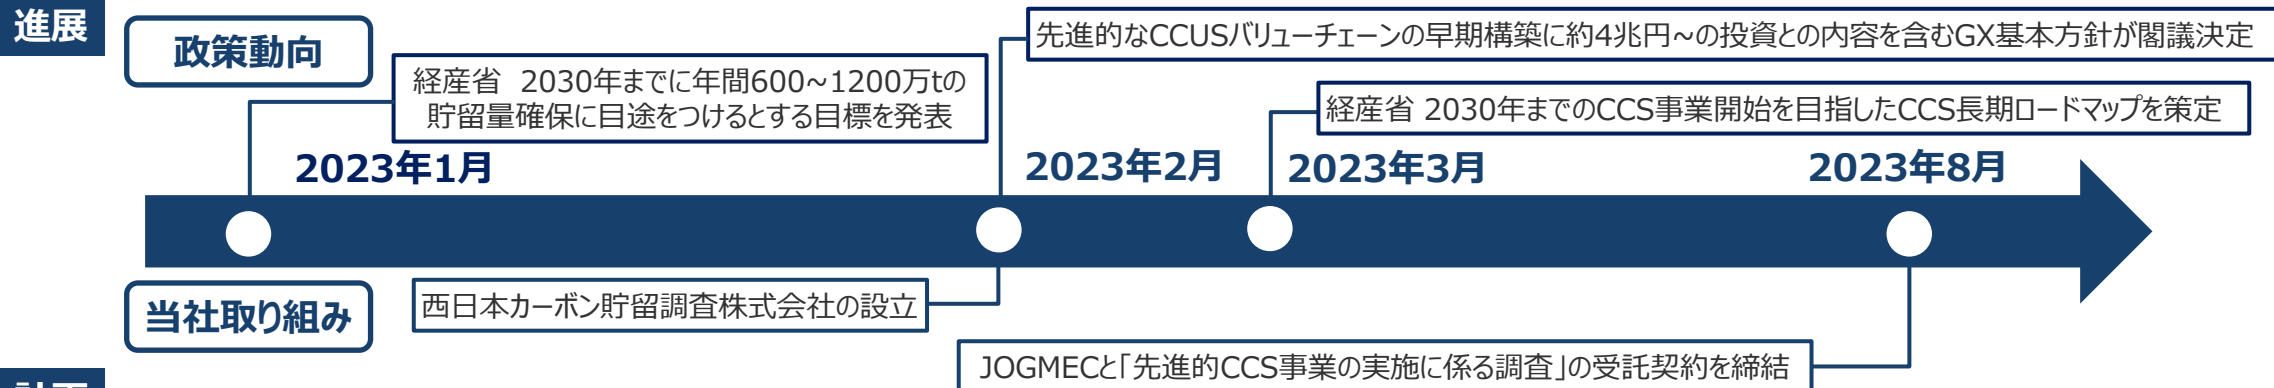 進展
政策動向
先進的なCCUSバリューチェーンの早期構築に約4兆円~の投資との内容を含むGX基本方針が閣議決定
経産省 2030年までに年間600~1200万tの
貯留量確保に目途をつけるとする目標を発表
経産省 2030年までのCCS事業開始を目指したCCS長期ロードマップを策定
2023年1月
2023年2月
2023年3月
2023年8月
当社取り組み
西日本カーボン貯留調査株式会社の設立
JOGMECと「先進的CCS事業の実施に係る調査」の受託契約を締結